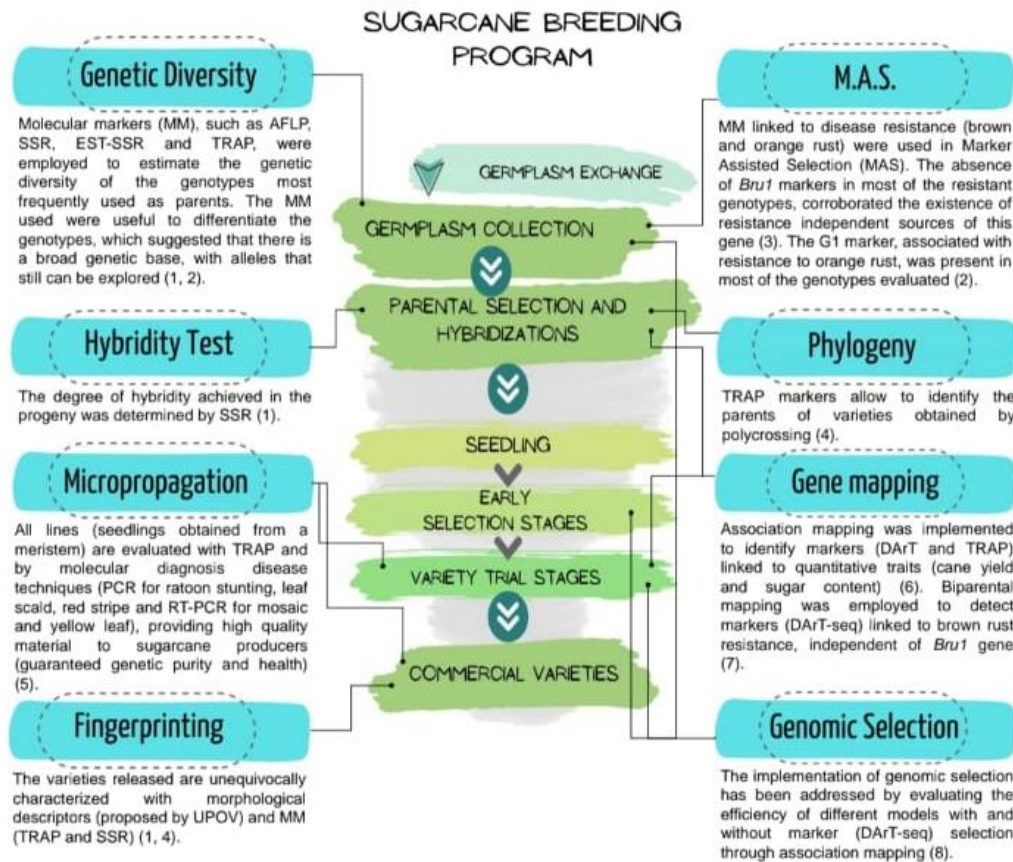 SUGARCANE BREEDING
PROGRAM
Genetic Diversity
Molecular markers (MM), such as AFLP,
SSR, EST-SSR and TRAP, were
employed to estimate the genetic
diversity of the genotypes most
frequently used as parents. The MM
used were useful to differentiate the
genotypes, which suggested that there is
a broad genetic base, with alleles that
still can be explored (1, 2).
Hybridity Test
The degree of hybridity achieved in the
progeny was determined by SSR (1).
Micropropagation
All lines (seedlings obtained from a
meristem) are evaluated with TRAP and
by molecular diagnosis disease
techniques (PCR for ratoon stunting, leaf
scald, red stripe and RT-PCR for mosaic
and yellow leaf), providing high quality
material to sugarcane producers
(guaranteed genetic purity and health)
(5).
Fingerprinting
The varieties released are unequivocally
characterized with morphological
descriptors (proposed by UPOV) and MM
(TRAP and SSR) (1, 4).
GERMPLASM EXCHANGE
GERMPLASM COLLECTION
PARENTAL SELECTION AND
HYBRIDIZATIONS
SEEDLING
EARLY
SELECTION STAGES
VARIETY TRIAL STAGES
COMMERCIAL VARIETIES
M.A.S.
MM linked to disease resistance (brown
and orange rust) were used in Marker
Assisted Selection (MAS). The absence
of Bru1 markers in most of the resistant
genotypes, corroborated the existence of
resistance independent sources of this
gene (3). The G1 marker, associated with
resistance to orange rust, was present in
most of the genotypes evaluated (2).
Phylogeny
TRAP markers allow to identify the
parents of varieties obtained by
polycrossing (4).
Gene mapping
Association mapping was implemented
to identify markers (DArT and TRAP)
linked to quantitative traits (cane yield
and sugar content) (6). Biparental
mapping was employed to detect
markers (DArT-seq) linked to brown rust
resistance, independent of Bru1 gene
(7).
Genomic Selection
The implementation of genomic selection
has been addressed by evaluating the
efficiency of different models with and
without marker (DArT-seq) selection
through association mapping (8).